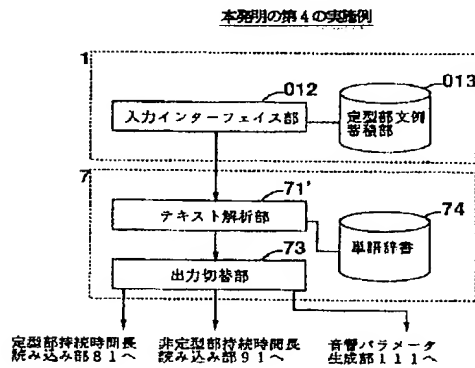 本発明の第4の実施例
1
012
013
入力インターフェイス部
定型部文例
蓄積部
7
71'
74
テキスト解析部
単語辞書
73
出力切替部
定型部持続時間長
読み込み部81へ
非定型部持続時間長
読み込み部91へ
音響パラメータ
生成部111へ